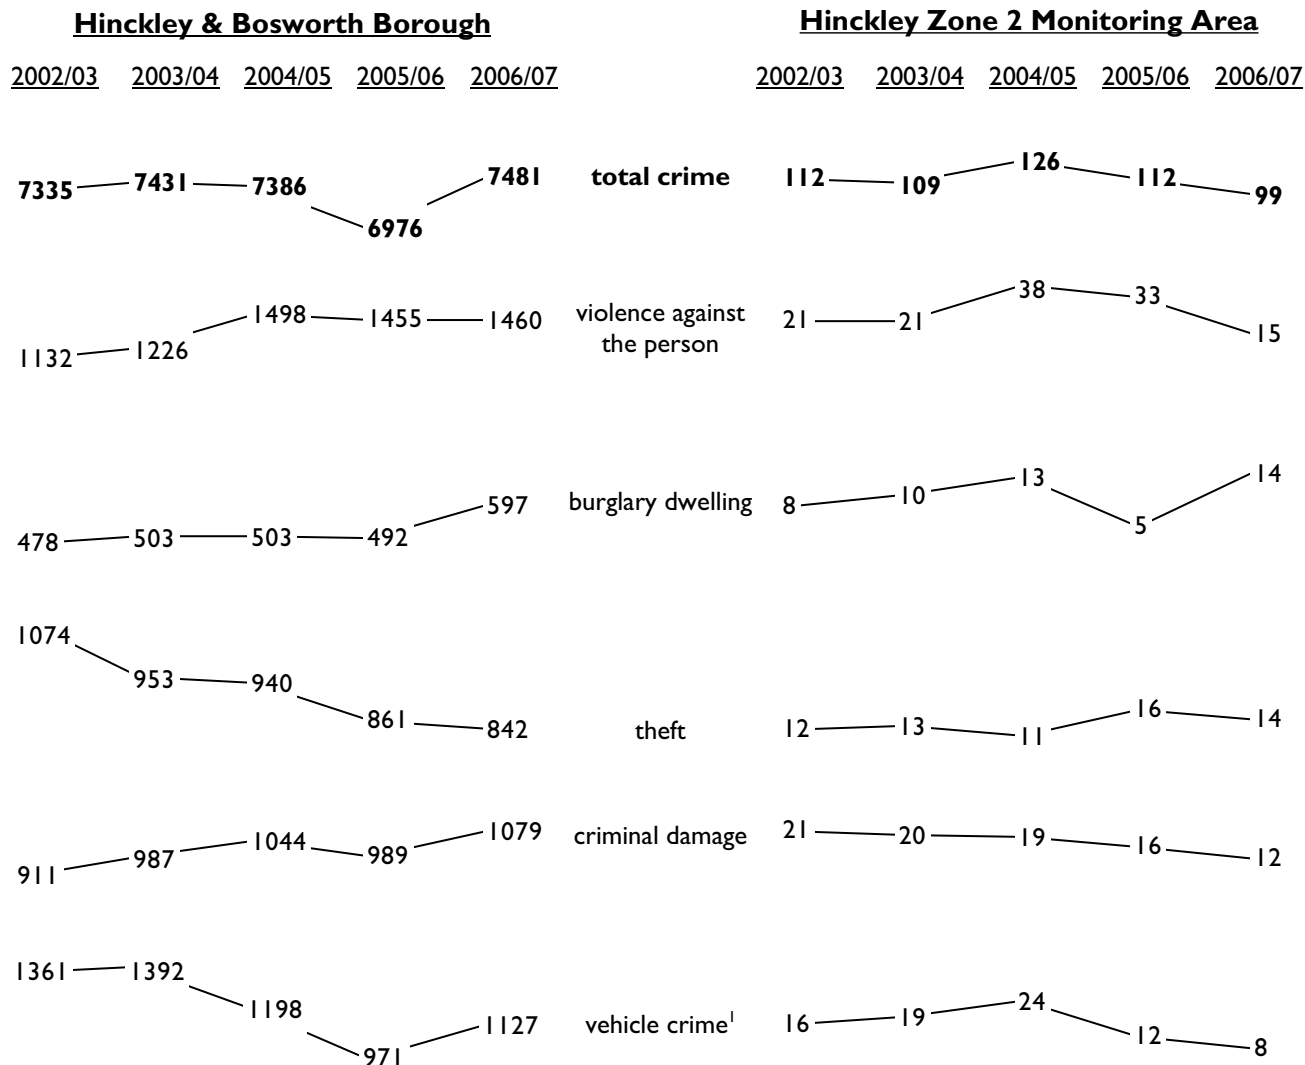 Hinckley & Bosworth Borough
Hinckley Zone 2 Monitoring Area
2002/03 2003/04 2004/05 2005/06 2006/07
2002/03 2003/04 2004/05 2005/06 2006/07
7335 7431 7386 6976 7481 total crime 112 109 126 112 99
1132 1226 1498 1455 1460 violence against 21 21 38 33 15
the person
478 503 503 492 597 burglary dwelling 8 10 13 5 14
1074 953 940 861 842 theft 12 13 11 16 14
911 987 1044 989 1079 criminal damage 21 20 19 16 12
1361 1392 1198 971 1127 vehicle crime¹ 16 19 24 12 8